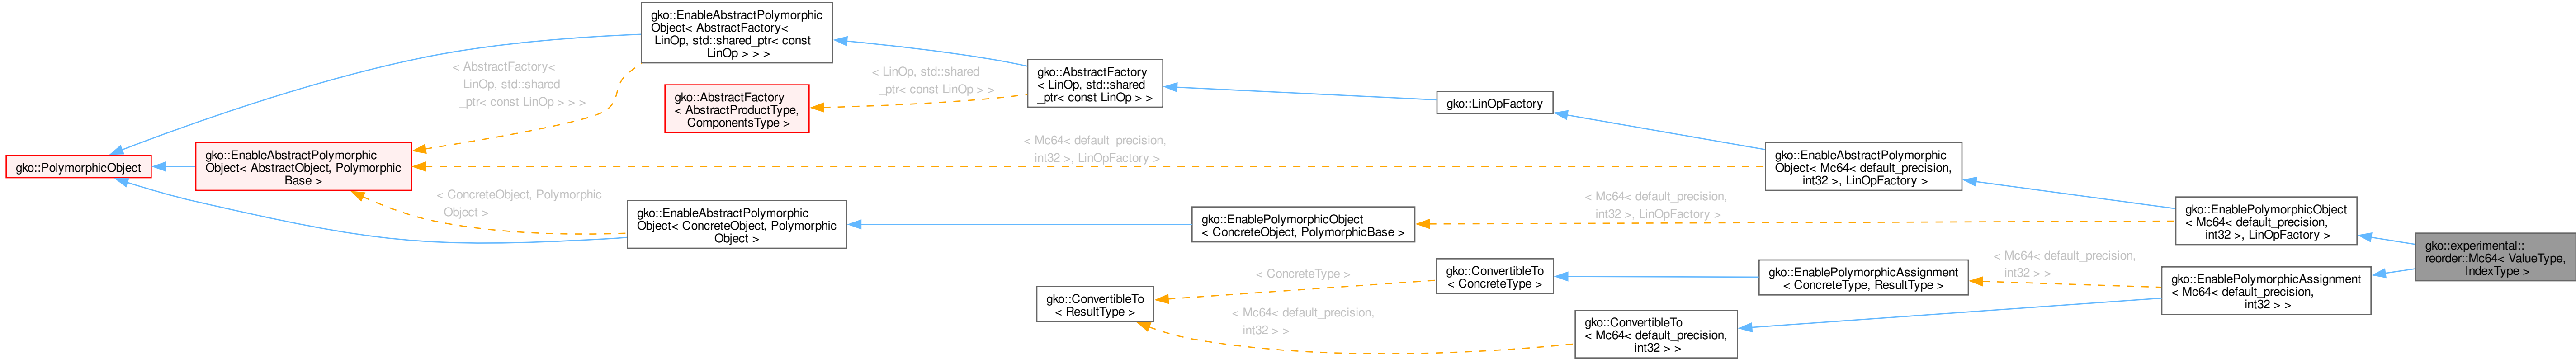 gko::PolymorphicObject
gko::EnableAbstractPolymorphic
Object< AbstractObject, Polymorphic
Base >
gko::EnableAbstractPolymorphic
Object< AbstractFactory<
LinOp, std::shared_ptr< const
LinOp > > >
< AbstractFactory<
LinOp, std::shared
_ptr< const LinOp > > >
gko::AbstractFactory
< AbstractProductType,
ComponentsType >
< LinOp, std::shared
_ptr< const LinOp > >
gko::AbstractFactory
< LinOp, std::shared
_ptr< const LinOp > >
gko::LinOpFactory
< Mc64< default_precision,
int32 >, LinOpFactory >
gko::EnableAbstractPolymorphic
Object< Mc64< default_precision,
int32 >, LinOpFactory >
< ConcreteObject, Polymorphic
Object >
gko::EnableAbstractPolymorphic
Object< ConcreteObject, Polymorphic
Object >
gko::EnablePolymorphicObject
< ConcreteObject, PolymorphicBase >
< Mc64< default_precision,
int32 >, LinOpFactory >
gko::EnablePolymorphicObject
< Mc64< default_precision,
int32 >, LinOpFactory >
gko::experimental::
reorder::Mc64< ValueType,
IndexType >
gko::ConvertibleTo
< ResultType >
< ConcreteType >
gko::ConvertibleTo
< ConcreteType >
gko::EnablePolymorphicAssignment
< ConcreteType, ResultType >
< Mc64< default_precision,
int32 > >
gko::EnablePolymorphicAssignment
< Mc64< default_precision,
int32 > >
< Mc64< default_precision,
int32 > >
gko::ConvertibleTo
< Mc64< default_precision,
int32 > >